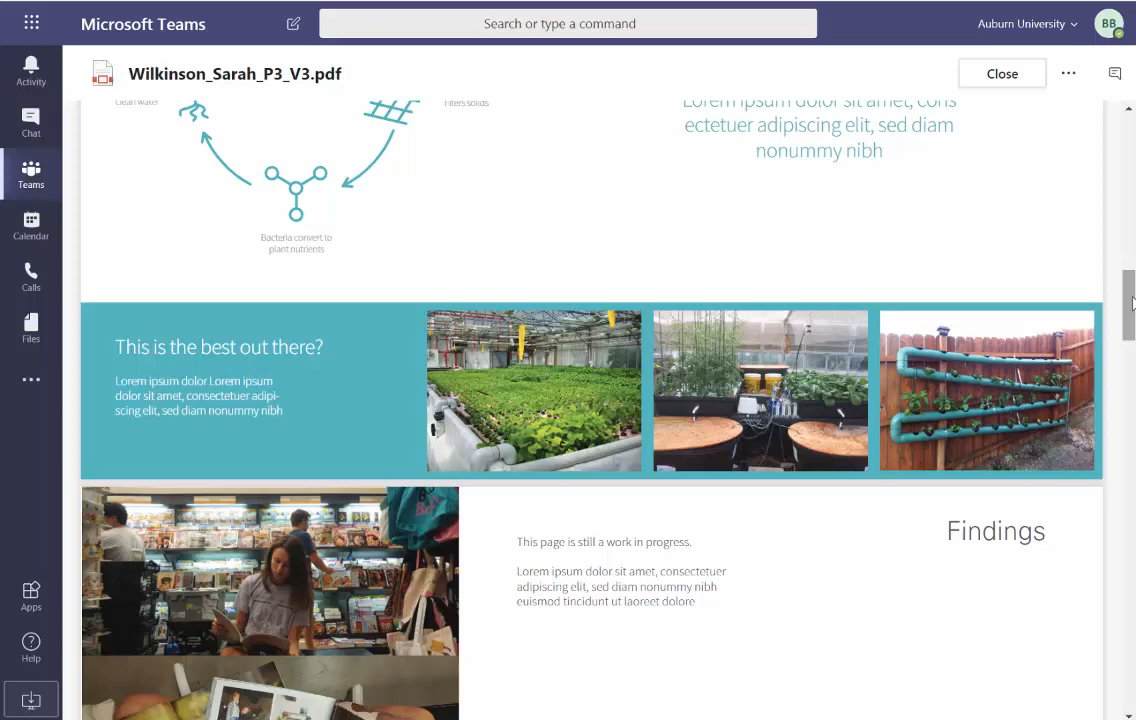 Microsoft Teams
Search or type a command
Auburn University
BB
Activity
Chat
Teams
Calendar
Calls
Files
Apps
Help
Wilkinson_Sarah_P3_V3.pdf
Close
Clean water
Filters solids
Bacteria convert to
plant nutrients
Lorem ipsum dolor sit amet, cons
ectetuer adipiscing elit, sed diam
nonummy nibh
This is the best out there?
Lorem ipsum dolor Lorem ipsum
dolor sit amet, consectetuer adipi-
scing elit, sed diam nonummy nibh
This page is still a work in progress.
Lorem ipsum dolor sit amet, consectetuer
adipiscing elit, sed diam nonummy nibh
euismod tincidunt ut laoreet dolore
Findings